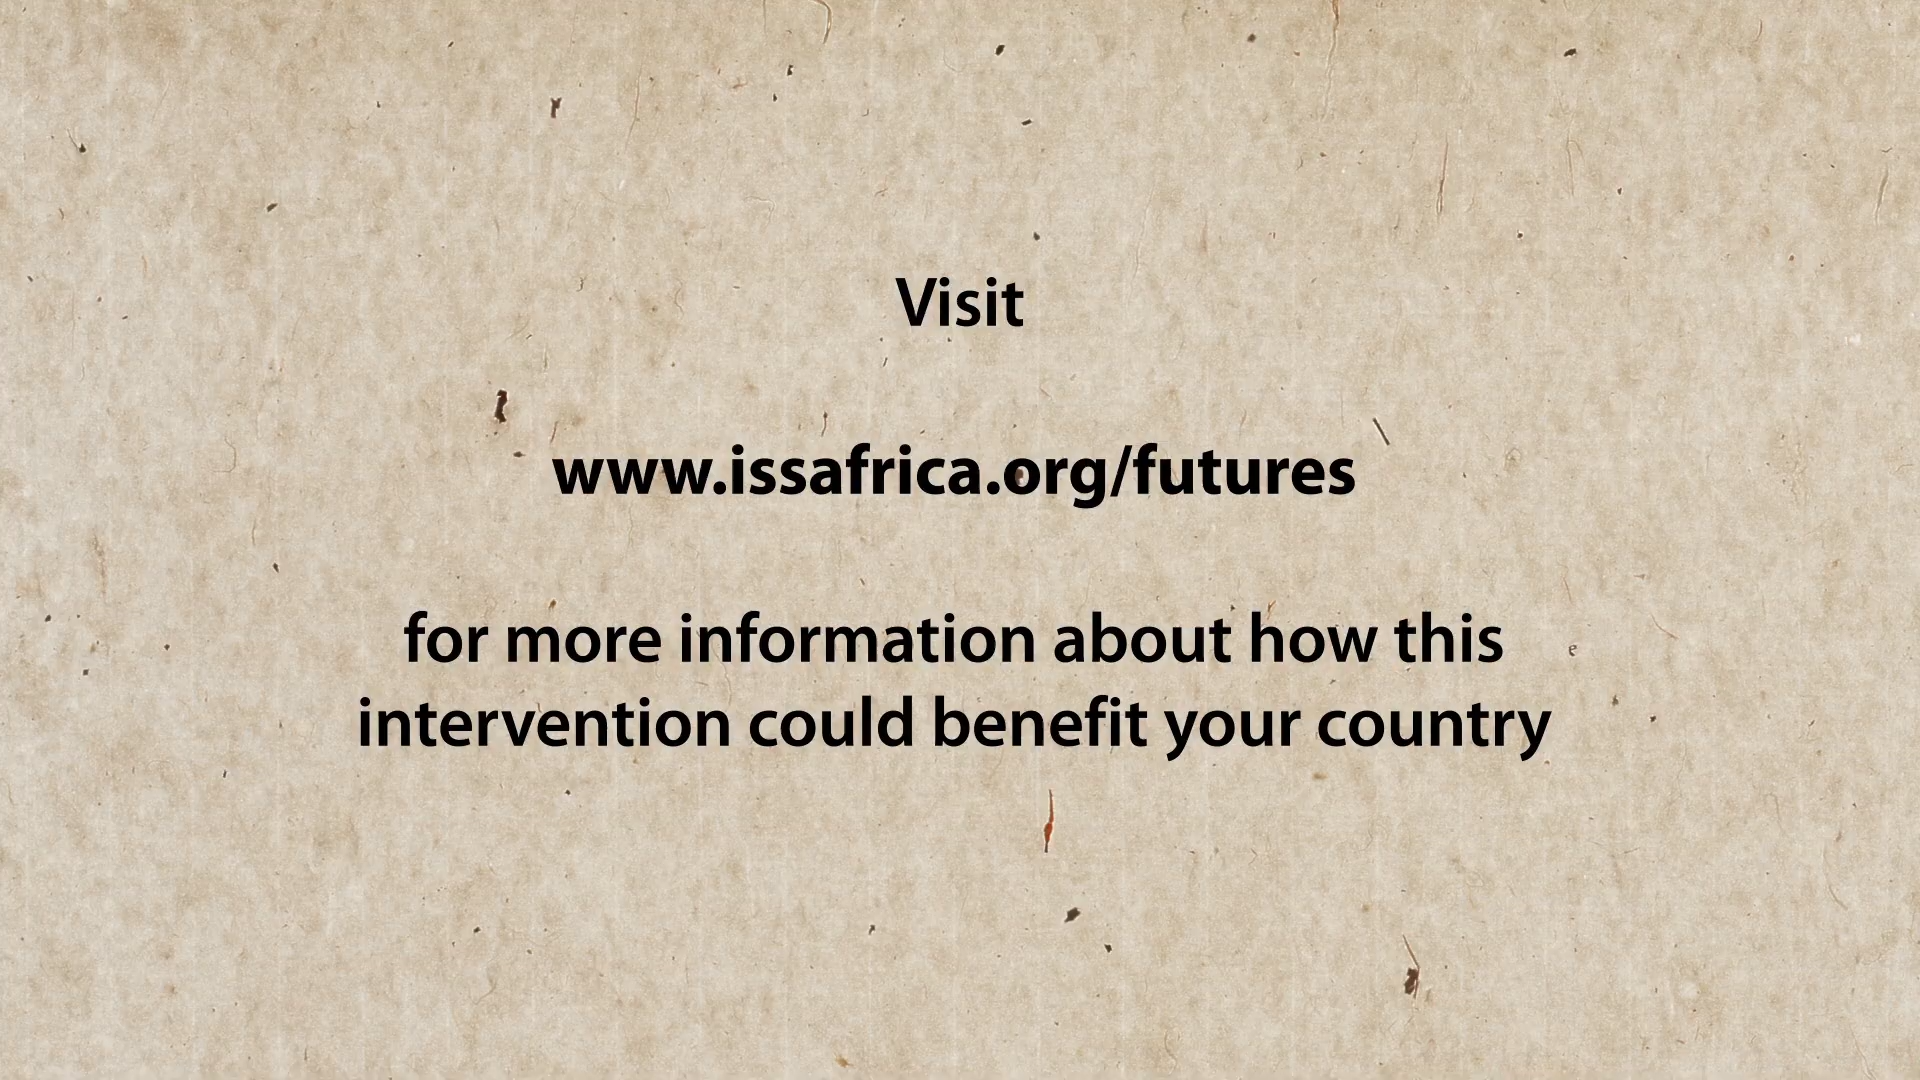 Visit
www.issafrica.org/futures
for more information about how this
intervention could benefit your country